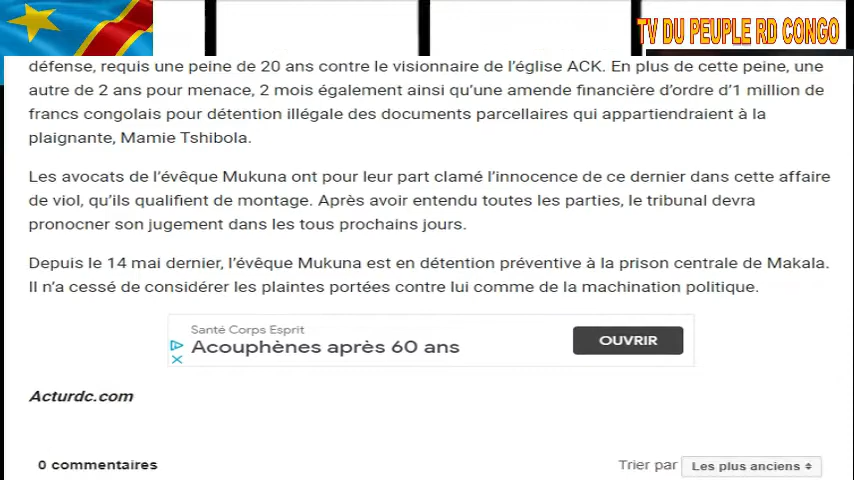 TV DU PEUPLE RD CONGO
défense, requis une peine de 20 ans contre le visionnaire de l'église ACK. En plus de cette peine, une
autre de 2 ans pour menace, 2 mois également ainsi qu'une amende financière d'ordre d'1 million de
francs congolais pour détention illégale des documents parcellaires qui appartiendraient à la
plaignante, Mamie Tshibola.
Les avocats de l'évêque Mukuna ont pour leur part clamé l'innocence de ce dernier dans cette affaire
de viol, qu'ils qualifient de montage. Après avoir entendu toutes les parties, le tribunal devra
pronocner son jugement dans les tous prochains jours.
Depuis le 14 mai dernier, l'évêque Mukuna est en détention préventive à la prison centrale de Makala.
Il n'a cessé de considérer les plaintes portées contre lui comme de la machination politique.
Santé Corps Esprit
Acouphènes après 60 ans
OUVRIR
Acturdc.com
0 commentaires
Trier par Les plus anciens